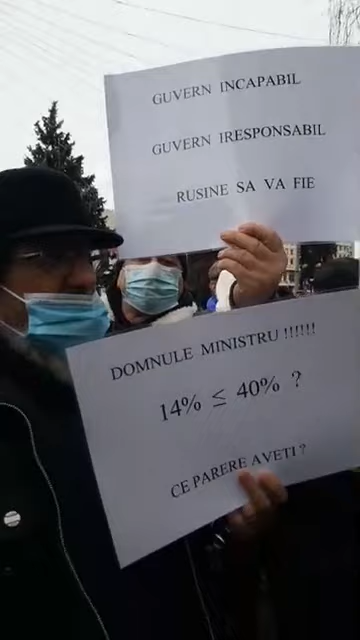 GUVERN INCAPABIL
GUVERN IRESPONSABIL
RUSINE SA VA FIE
DOMNULE MINISTRU !!!!!!
14% ≤ 40% ?
CE PARERE AVETI ?